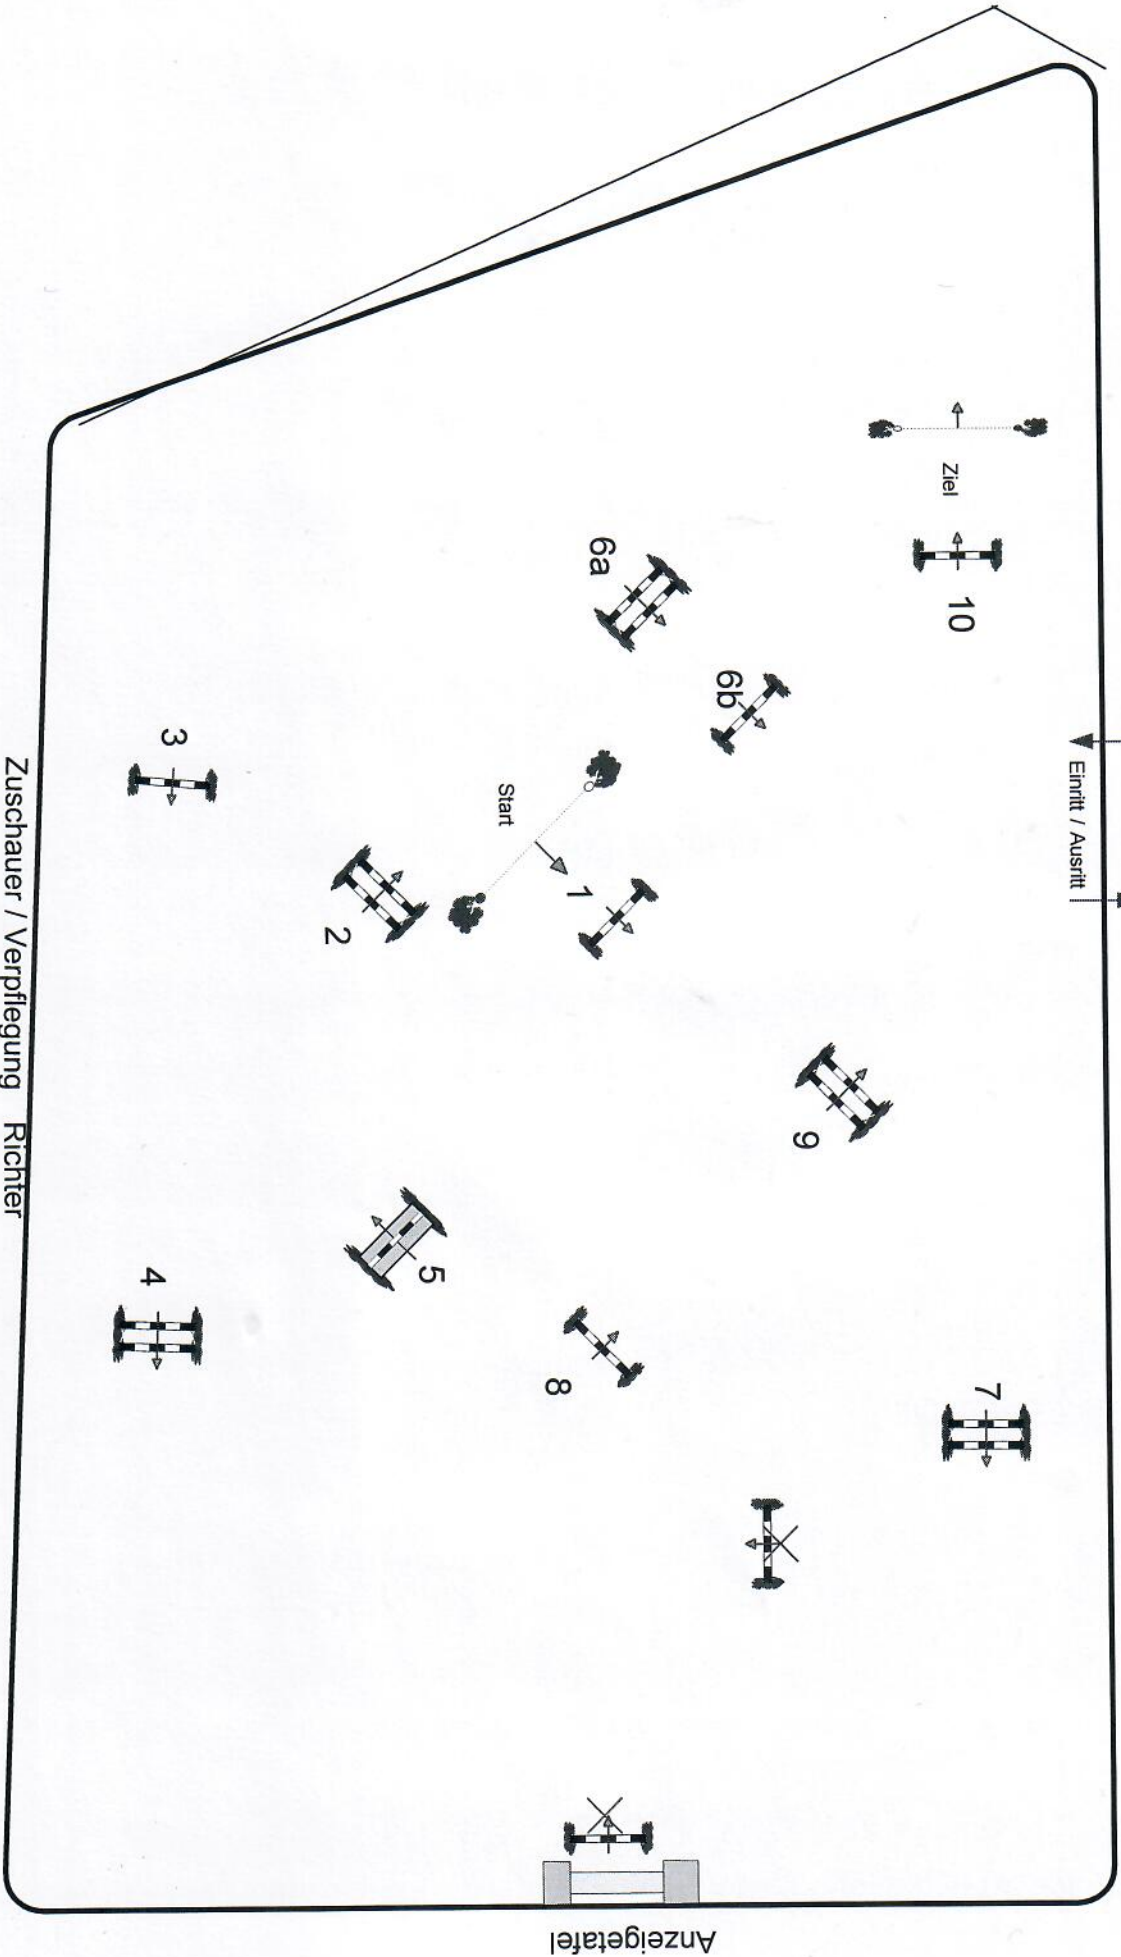 Einritt / Ausritt
Ziel
10
6a
6b
Start
1
3
2
9
5
4
8
7
Zuschauer / Verpflegung Richter
Anzeigetafel